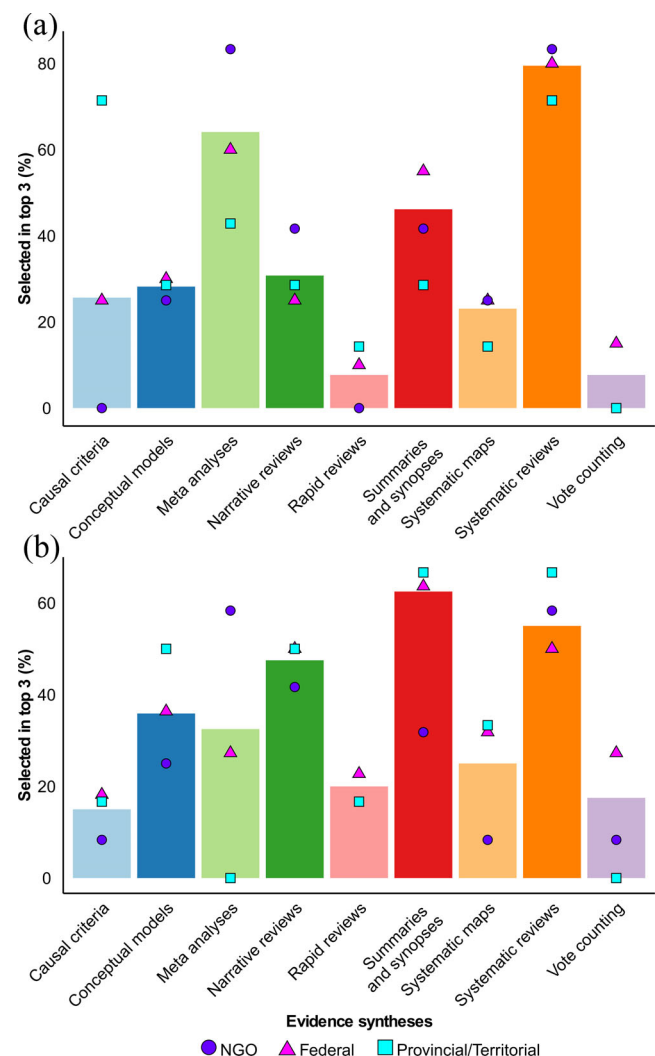 (a)
Selected in top 3 (%)
80
60
40
20
0
Causal criteria
Conceptual models
Meta analyses
Narrative reviews
Rapid reviews
Summaries
and synopses
Systematic maps
Systematic reviews
Vote counting
(b)
Selected in top 3 (%)
60
40
20
0
Causal criteria
Conceptual models
Meta analyses
Narrative reviews
Rapid reviews
Summaries
and synopses
Systematic maps
Systematic reviews
Vote counting
Evidence syntheses
NGO Federal Provincial/Territorial